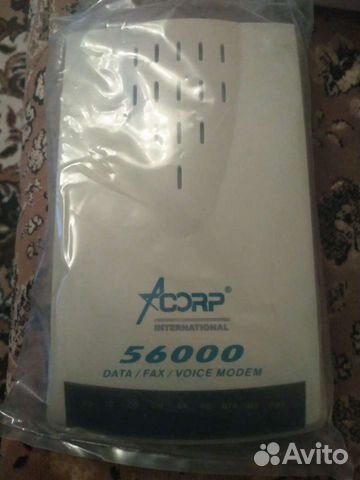 ACORP®
INTERNATIONAL
56000
DATA / FAX / VOICE MODEM
Avito